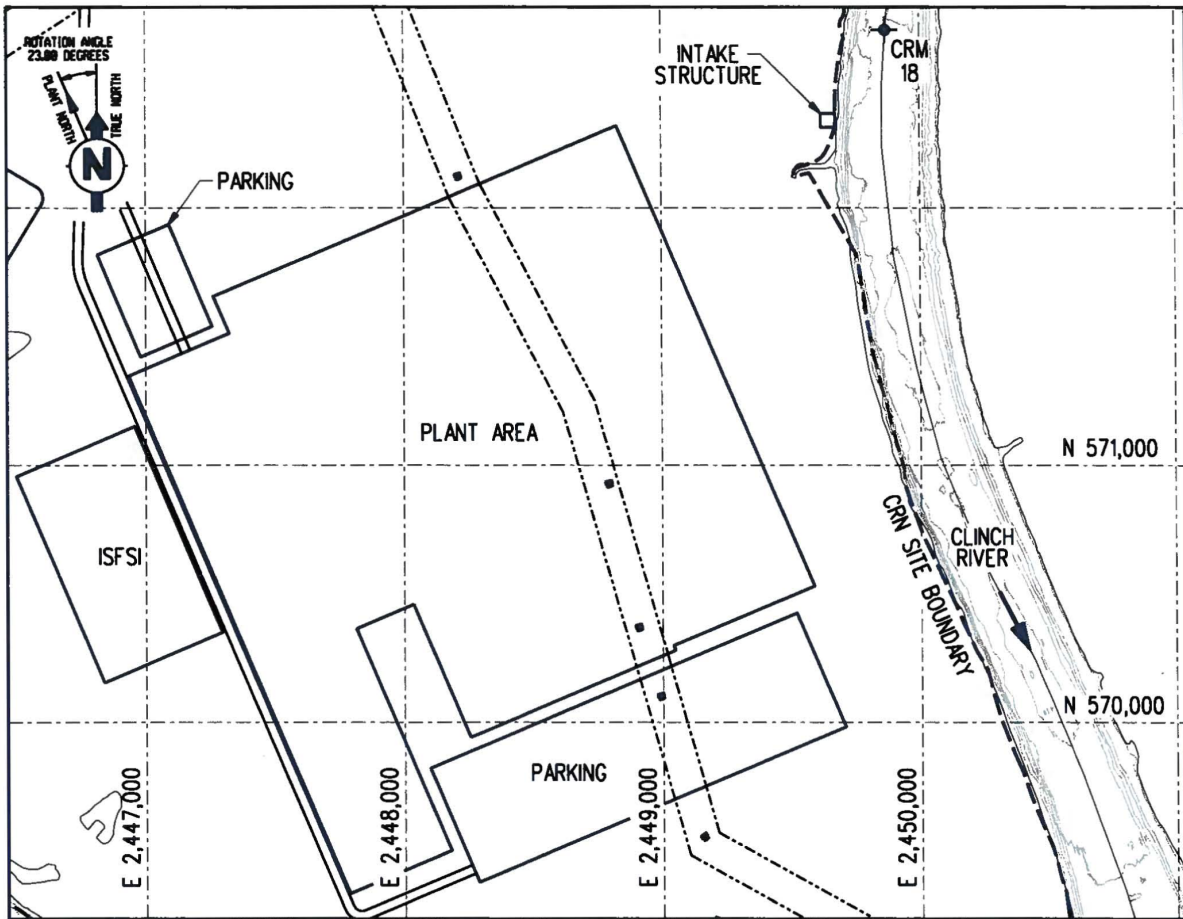 ROTATION ANGLE
23.00 DEGREES
PLANT NORTH
TRUE NORTH
N
PARKING
INTAKE
STRUCTURE
CRM
18
PLANT AREA
N 571,000
ISFSI
CRN SITE BOUNDARY
CLINCH
RIVER
N 570,000
PARKING
E 2,447,000
E 2,448,000
E 2,449,000
E 2,450,000